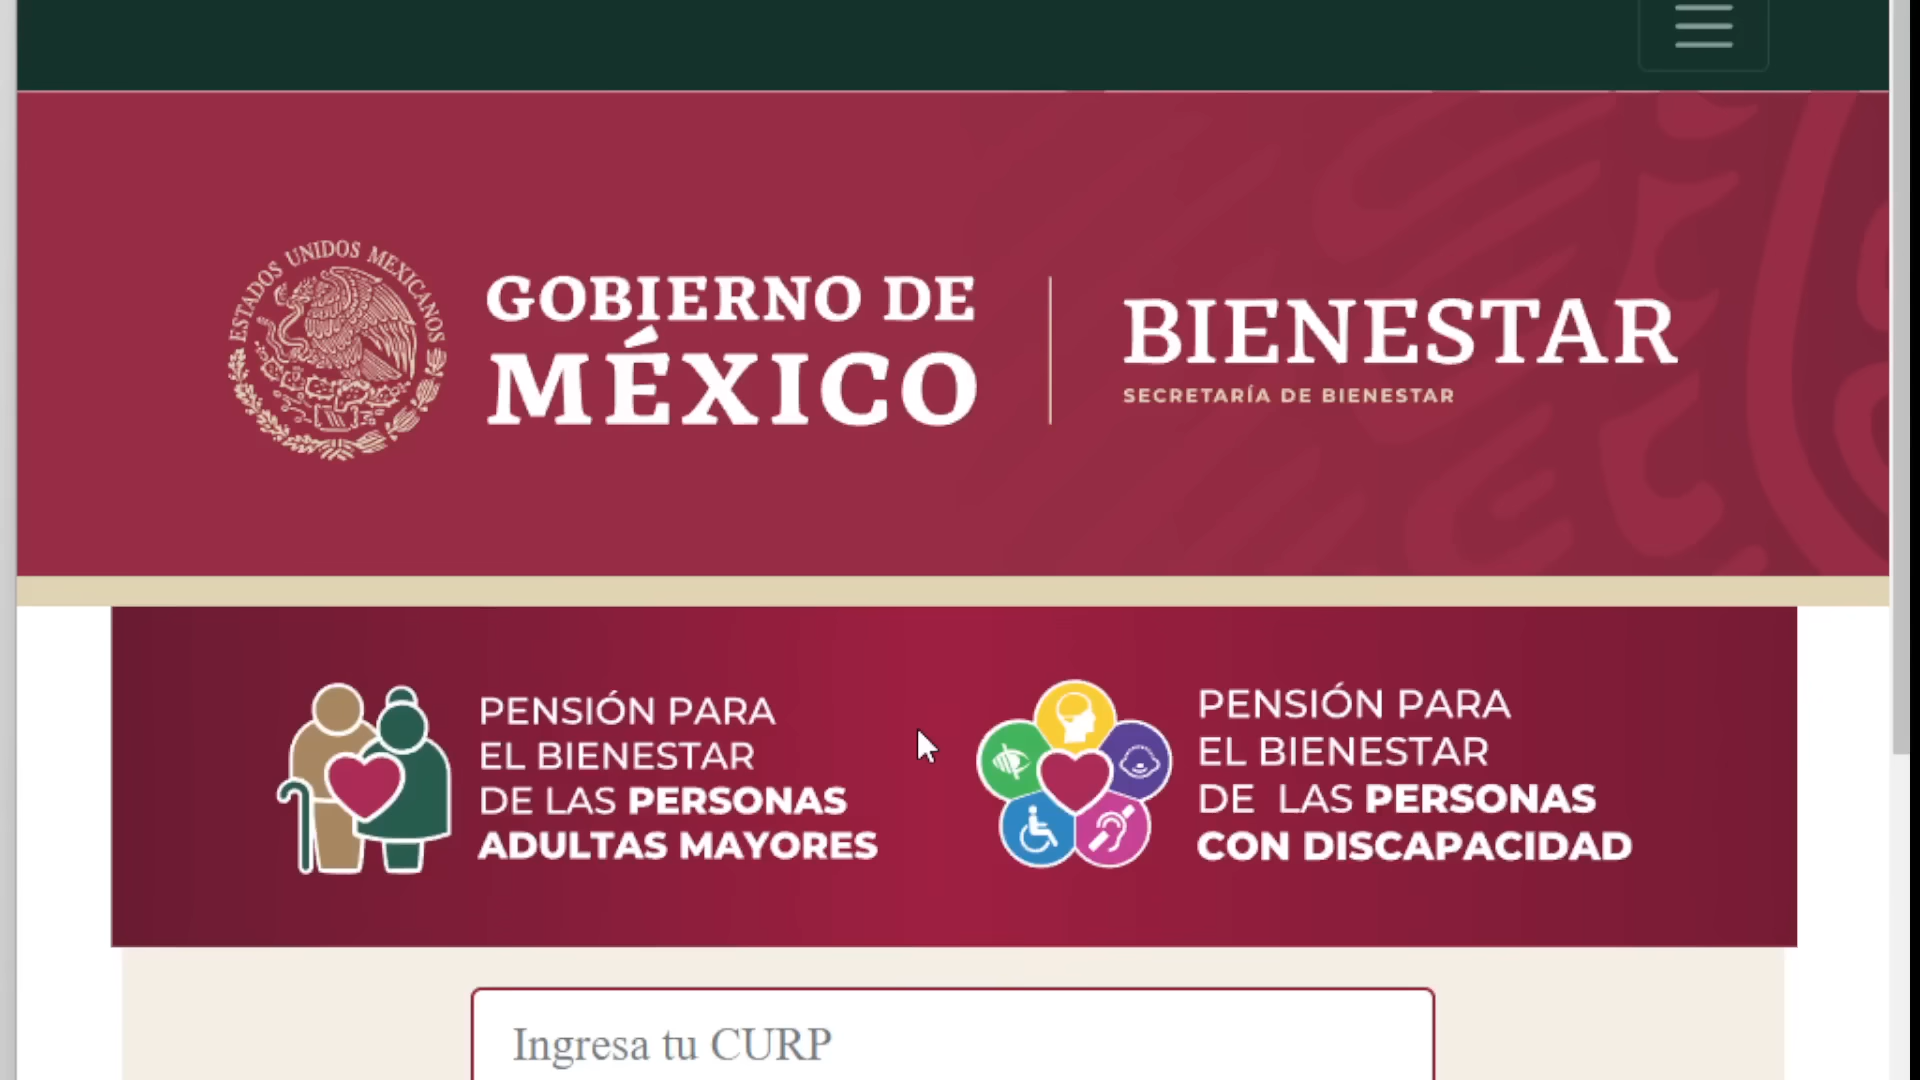 ESTADOS UNIDOS MEXICANOS
GOBIERNO DE
MÉXICO
BIENESTAR
SECRETARÍA DE BIENESTAR
PENSIÓN PARA
EL BIENESTAR
DE LAS PERSONAS
ADULTAS MAYORES
PENSIÓN PARA
EL BIENESTAR
DE LAS PERSONAS
CON DISCAPACIDAD
Ingresa tu CURP